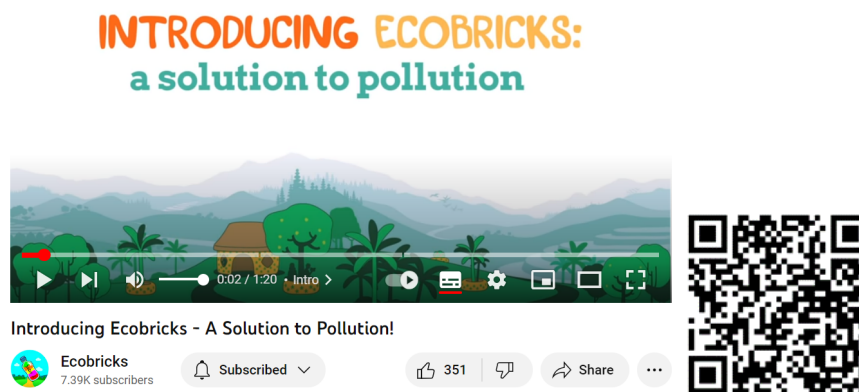 INTRODUCING ECOBRICKS:
a solution to pollution
0:02 / 1:20 • Intro
Introducing Ecobricks - A Solution to Pollution!
Ecobricks
7.39K subscribers
Subscribed
351
Share